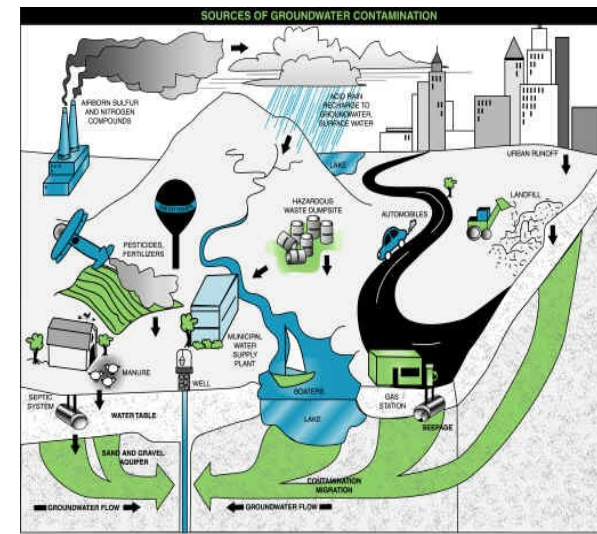 SOURCES OF GROUNDWATER CONTAMINATION
AIRBORN SULFUR
AND NITROGEN
COMPOUNDS
ACID RAIN
RECHARGE TO
GROUNDWATER,
SURFACE WATER
LAKE
URBAN RUNOFF
HAZARDOUS
WASTE DUMPSITE
AUTOMOBILES
LANDFILL
PESTICIDES,
FERTILIZERS
MUNICIPAL
WATER
SUPPLY
PLANT
MANURE
WELL
SEPTIC
SYSTEM
WATER TABLE
BOATERS
LAKE
GAS
STATION
SEEPAGE
SAND AND GRAVEL
AQUIFER
CONTAMINATION
MIGRATION
GROUNDWATER FLOW
GROUNDWATER FLOW